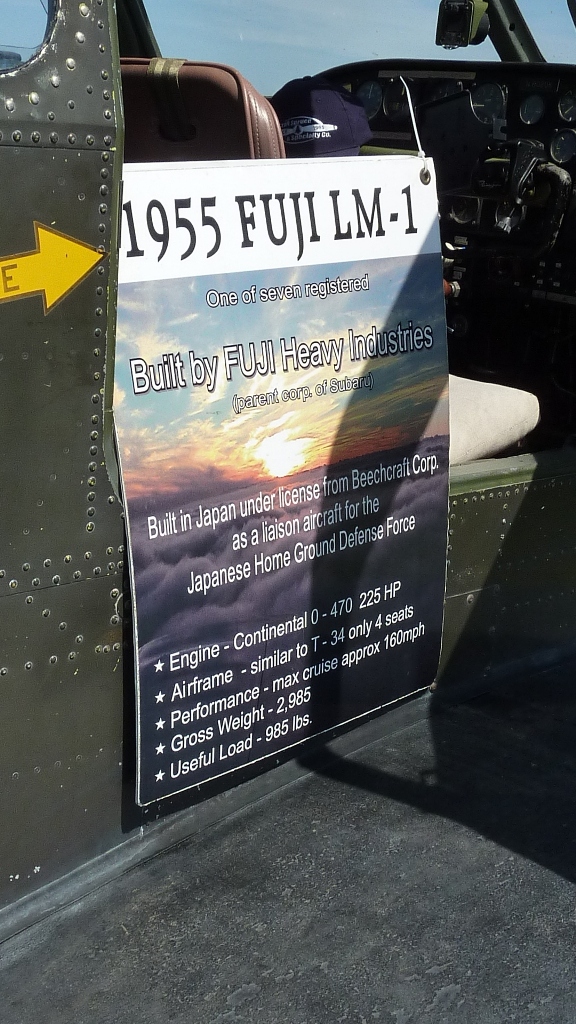 1955 FUJI LM-1
One of seven registered
Built by FUJI Heavy Industries
(parent corp. of Subaru)
Built in Japan under license from Beechcraft Corp.
as a liaison aircraft for the
Japanese Home Ground Defense Force
★ Engine - Continental 0 - 470 225 HP
★ Airframe - similar to T - 34 only 4 seats
★ Performance - max cruise approx 160mph
★ Gross Weight - 2,985
★ Useful Load - 985 lbs.
E